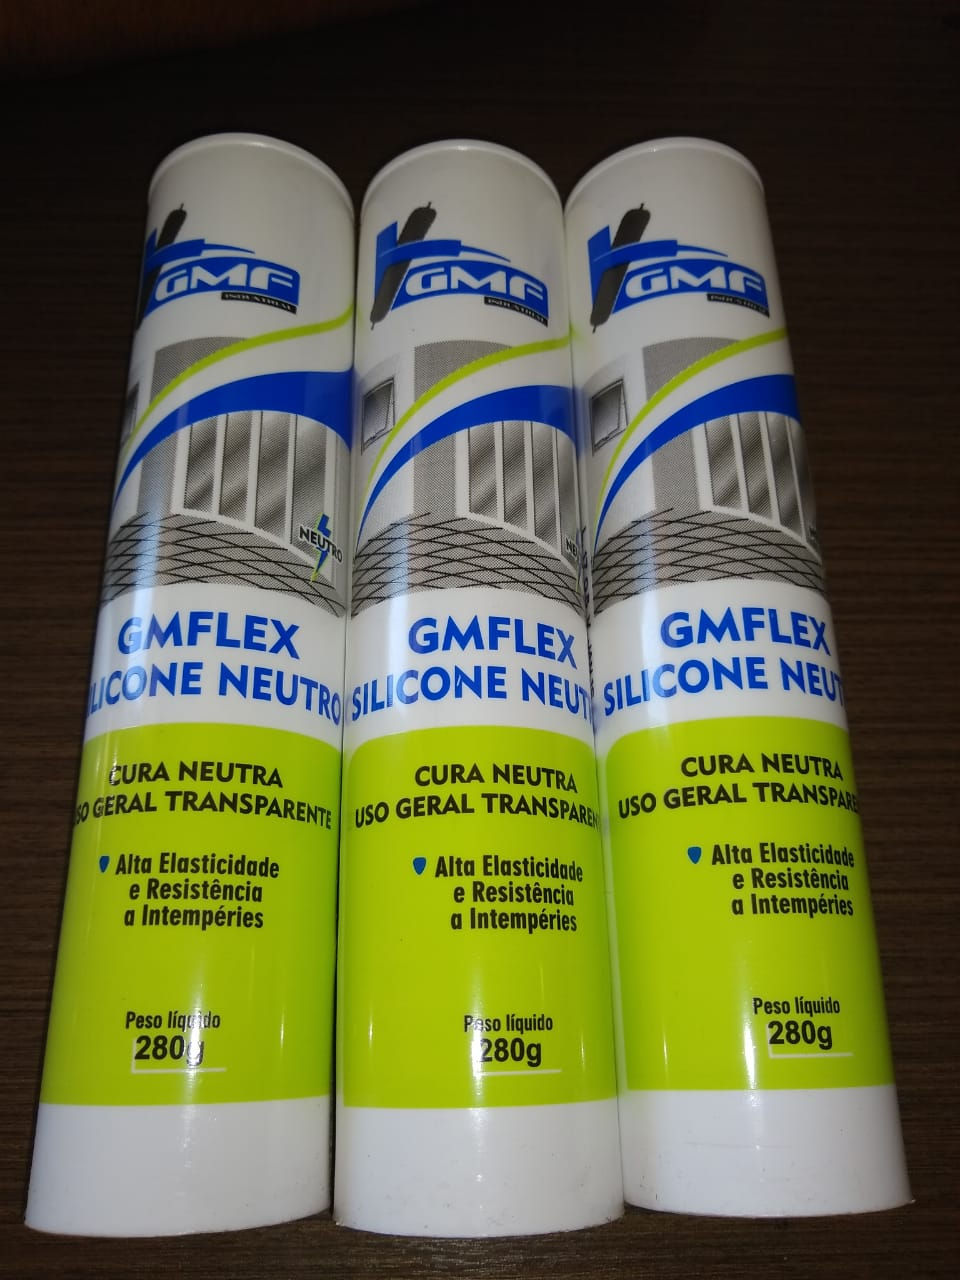 GMF
INDUSTRIAL
NEUTRO
GMFLEX
SILICONE NEUTRO
CURA NEUTRA
USO GERAL TRANSPARENTE
Alta Elasticidade
e Resistência
a Intempéries
Peso líquido
280g
GMF
INDUSTRIAL
GMFLEX
SILICONE NEUT
CURA NEUTRA
USO GERAL TRANSPAREN
Alta Elasticidade
e Resistência
a Intempéries
Peso líquido
280g
GMF
INDUSTRIAL
GMFLEX
SILICONE NEUT
CURA NEUTRA
USO GERAL TRANSPARE
Alta Elasticidade
e Resistência
a Intempéries
Peso líquido
280g